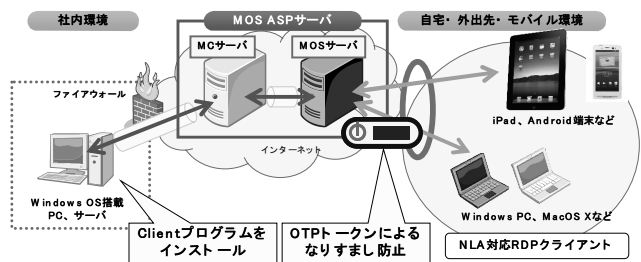 社内環境
MOS ASPサーバ
自宅・外出先・モバイル環境
MCサーバ
MOSサーバ
ファイアウォール
iPad、Android端末など
インターネット
Windows OS搭載
PC、サーバ
Windows PC、MacOS Xなど
Clientプログラムを
インストール
OTPトークンによる
なりすまし防止
NLA対応RDPクライアント